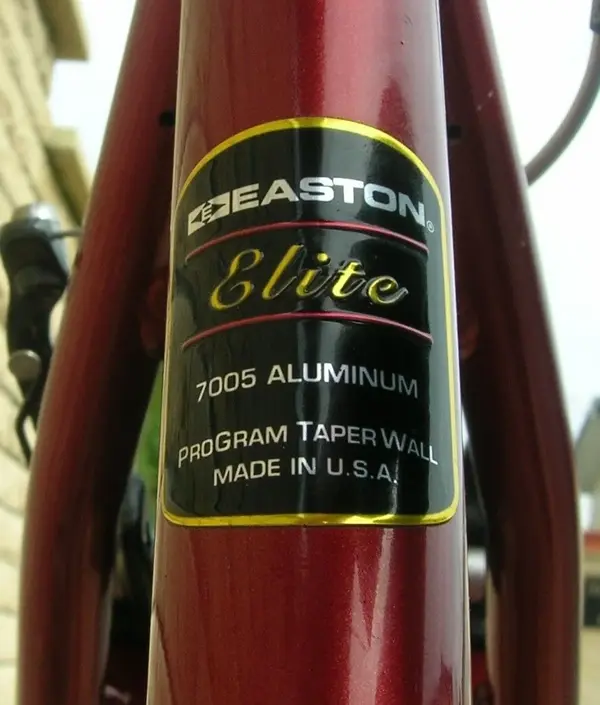 EASTON®
Elite
7005 ALUMINUM
PROGRAM TAPER WALL
MADE IN U.S.A.